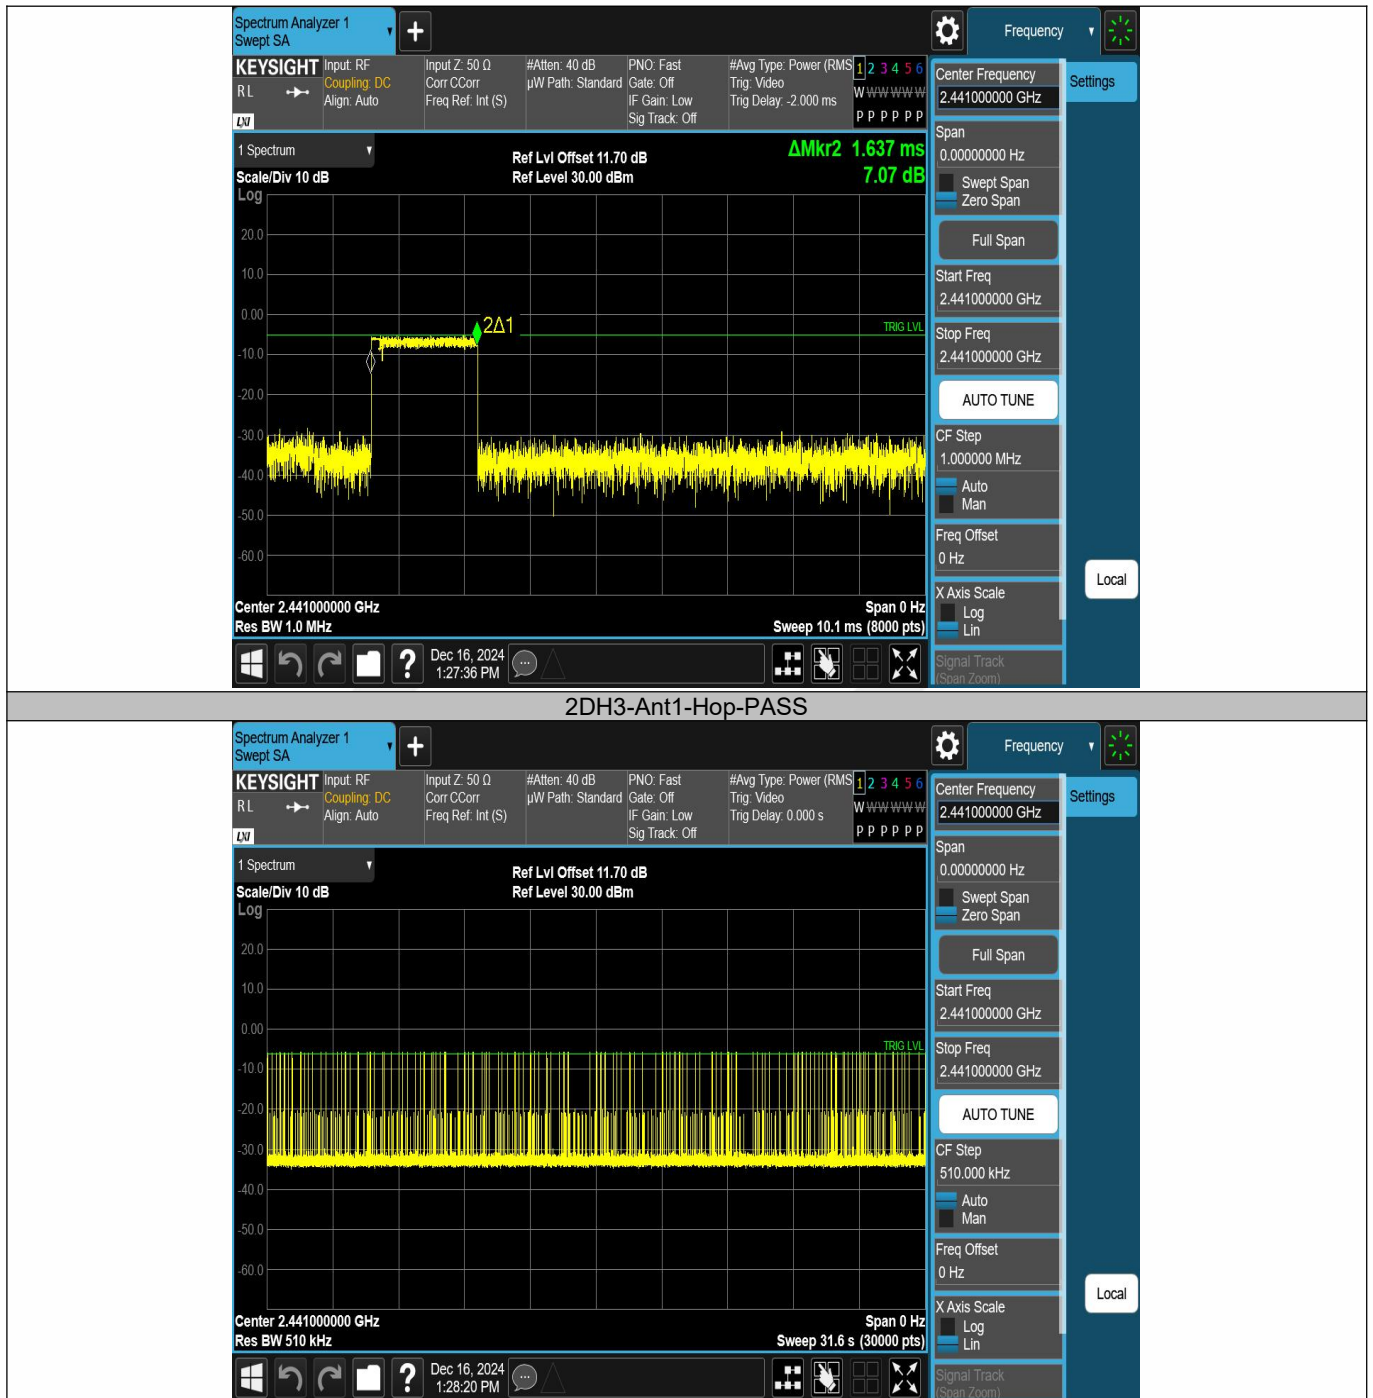 Spectrum Analyzer 1
Swept SA
+
Frequency
KEYSIGHT
RL
LXI
Input: RF
Coupling: DC
Align: Auto
Input Z: 50 Ω
Corr CCorr
Freq Ref: Int (S)
#Atten: 40 dB
µW Path: Standard
PNO: Fast
Gate: Off
IF Gain: Low
Sig Track: Off
#Avg Type: Power (RMS
Trig: Video
Trig Delay: -2.000 ms
1 2 3 4 5 6
W W W W W W
P P P P P P
Center Frequency
2.441000000 GHz
Settings
Span
0.00000000 Hz
Swept Span
Zero Span
Full Span
Start Freq
2.441000000 GHz
Stop Freq
2.441000000 GHz
AUTO TUNE
CF Step
1.000000 MHz
Auto
Man
Freq Offset
0 Hz
X Axis Scale
Log
Lin
Signal Track
(Span Zoom)
Local
1 Spectrum
Scale/Div 10 dB
Log
Ref Lvl Offset 11.70 dB
Ref Level 30.00 dBm
ΔMkr2 1.637 ms
7.07 dB
20.0
10.0
0.00
-10.0
-20.0
-30.0
-40.0
-50.0
-60.0
2Δ1
TRIG LVL
Center 2.441000000 GHz
Res BW 1.0 MHz
Span 0 Hz
Sweep 10.1 ms (8000 pts)
?
Dec 16, 2024
1:27:36 PM
2DH3-Ant1-Hop-PASS
Spectrum Analyzer 1
Swept SA
+
Frequency
KEYSIGHT
RL
LXI
Input: RF
Coupling: DC
Align: Auto
Input Z: 50 Ω
Corr CCorr
Freq Ref: Int (S)
#Atten: 40 dB
µW Path: Standard
PNO: Fast
Gate: Off
IF Gain: Low
Sig Track: Off
#Avg Type: Power (RMS
Trig: Video
Trig Delay: 0.000 s
1 2 3 4 5 6
W W W W W W
P P P P P P
Center Frequency
2.441000000 GHz
Settings
Span
0.00000000 Hz
Swept Span
Zero Span
Full Span
Start Freq
2.441000000 GHz
Stop Freq
2.441000000 GHz
AUTO TUNE
CF Step
510.000 kHz
Auto
Man
Freq Offset
0 Hz
X Axis Scale
Log
Lin
Signal Track
(Span Zoom)
Local
1 Spectrum
Scale/Div 10 dB
Log
Ref Lvl Offset 11.70 dB
Ref Level 30.00 dBm
20.0
10.0
0.00
-10.0
-20.0
-30.0
-40.0
-50.0
-60.0
TRIG LVL
Center 2.441000000 GHz
Res BW 510 kHz
Span 0 Hz
Sweep 31.6 s (30000 pts)
?
Dec 16, 2024
1:28:20 PM